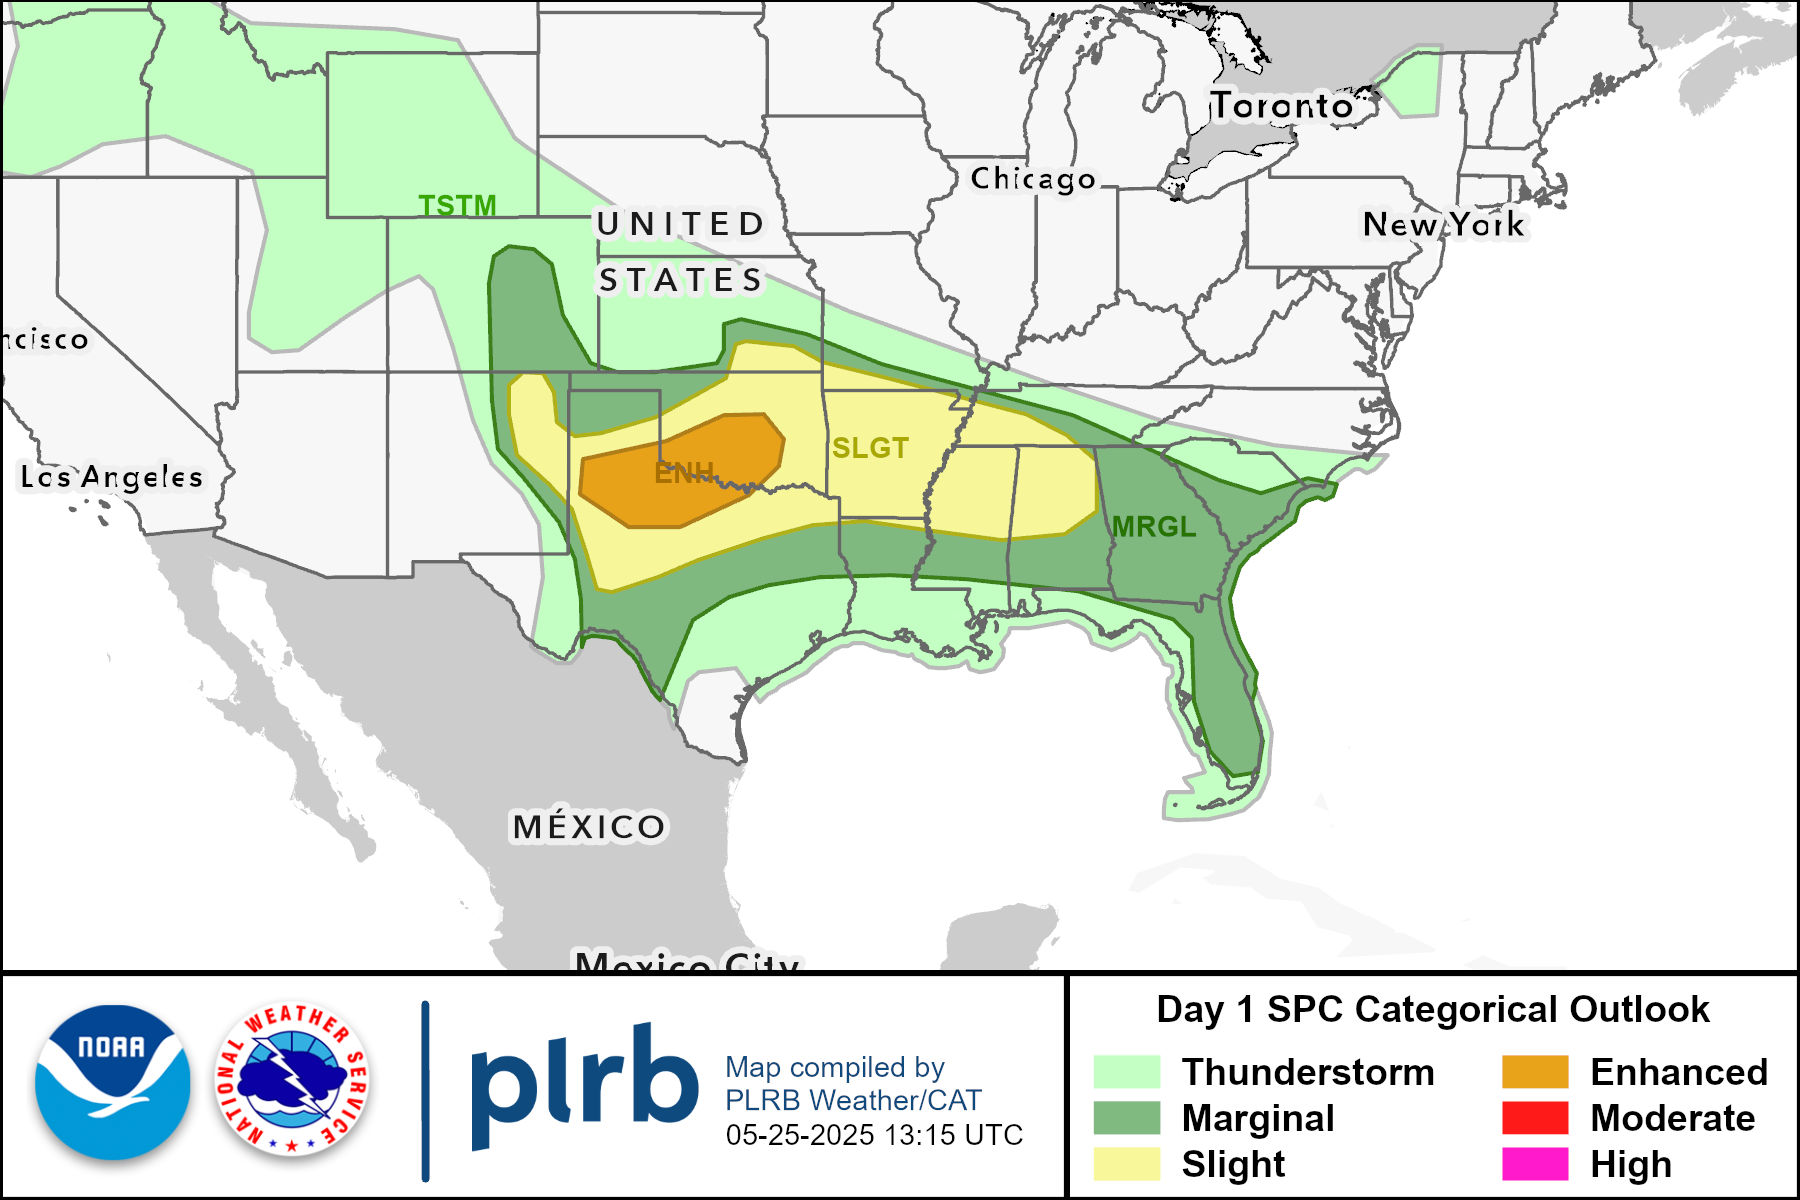 Toronto
Chicago
TSTM
UNITED
STATES
New York
ncisco
SLGT
Los Angeles
ENH
MRGL
MÉXICO
Mexico City
NOAA
NATIONAL WEATHER SERVICE
plrb
Map compiled by
PLRB Weather/CAT
05-25-2025 13:15 UTC
Day 1 SPC Categorical Outlook
Thunderstorm
Enhanced
Marginal
Moderate
Slight
High